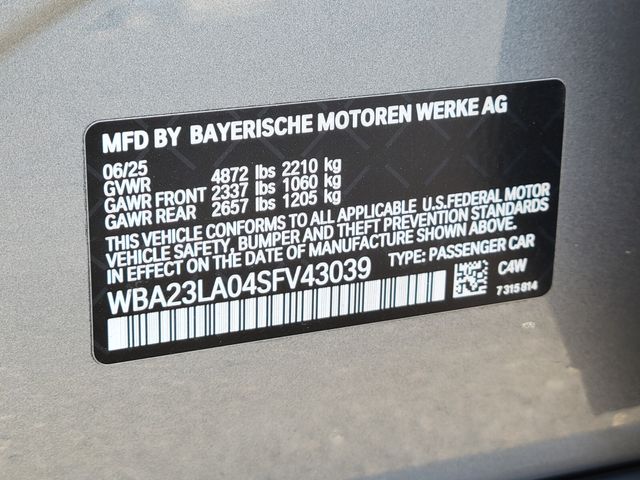 MFD BY BAYERISCHE MOTOREN WERKE AG
06/25
GVWR 4872 lbs 2210 kg
GAWR FRONT 2337 lbs 1060 kg
GAWR REAR 2657 lbs 1205 kg
THIS VEHICLE CONFORMS TO ALL APPLICABLE U.S.FEDERAL MOTOR
VEHICLE SAFETY, BUMPER AND THEFT PREVENTION STANDARDS
IN EFFECT ON THE DATE OF MANUFACTURE SHOWN ABOVE.
WBA23LA04SFV43039 TYPE: PASSENGER CAR
C4W
7 315 814